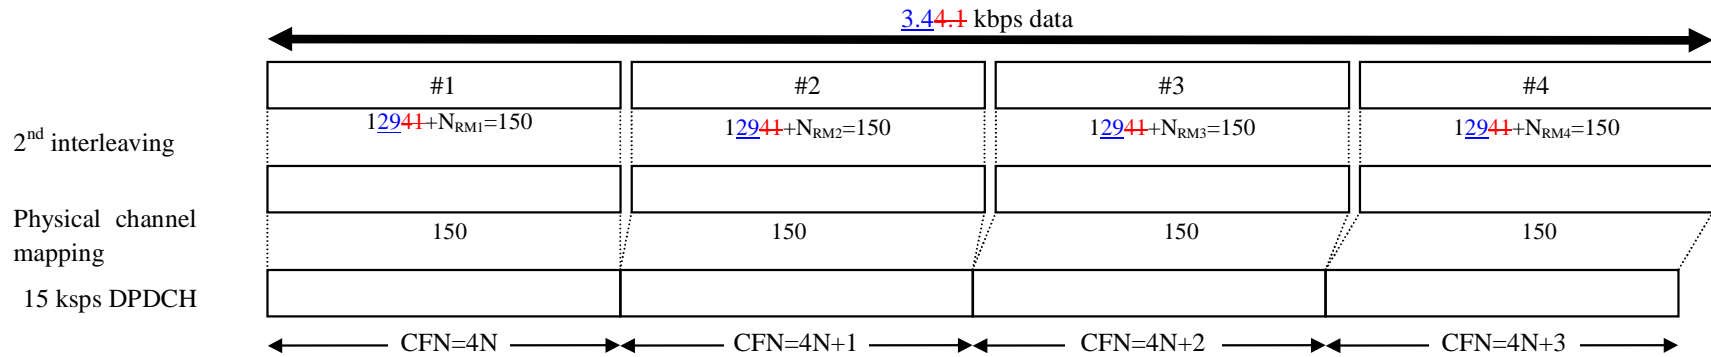 3.44.1 kbps data
#1 #2 #3 #4
12941+NRM1=150 12941+NRM2=150 12941+NRM3=150 12941+NRM4=150
2nd interleaving
Physical channel
mapping
150 150 150 150
15 ksps DPDCH
CFN=4N CFN=4N+1 CFN=4N+2 CFN=4N+3